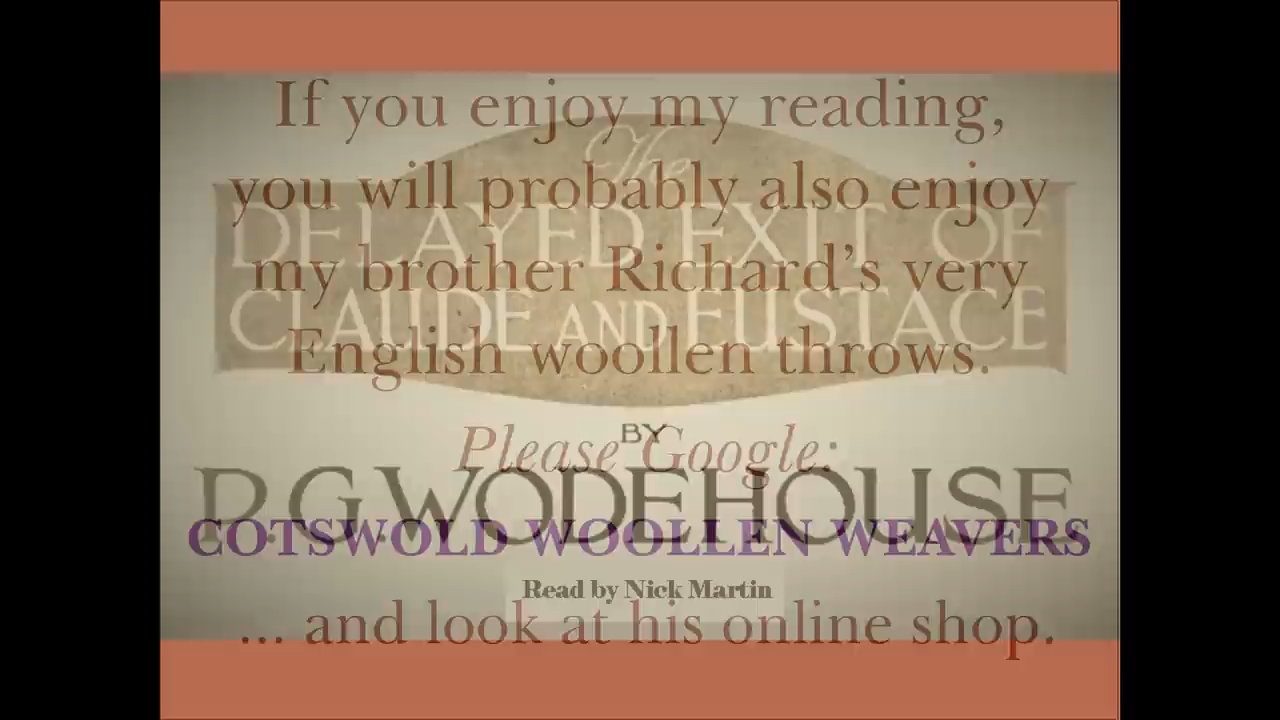 If you enjoy my reading,
you will probably also enjoy
my brother Richard's very
English woollen throws.
Please Google:
COTSWOLD WOOLLEN WEAVERS
... and look at his online shop.
The
DELAYED EXIT OF
CLAUDE AND EUSTACE
BY
P.G.WODEHOUSE
Read by Nick Martin